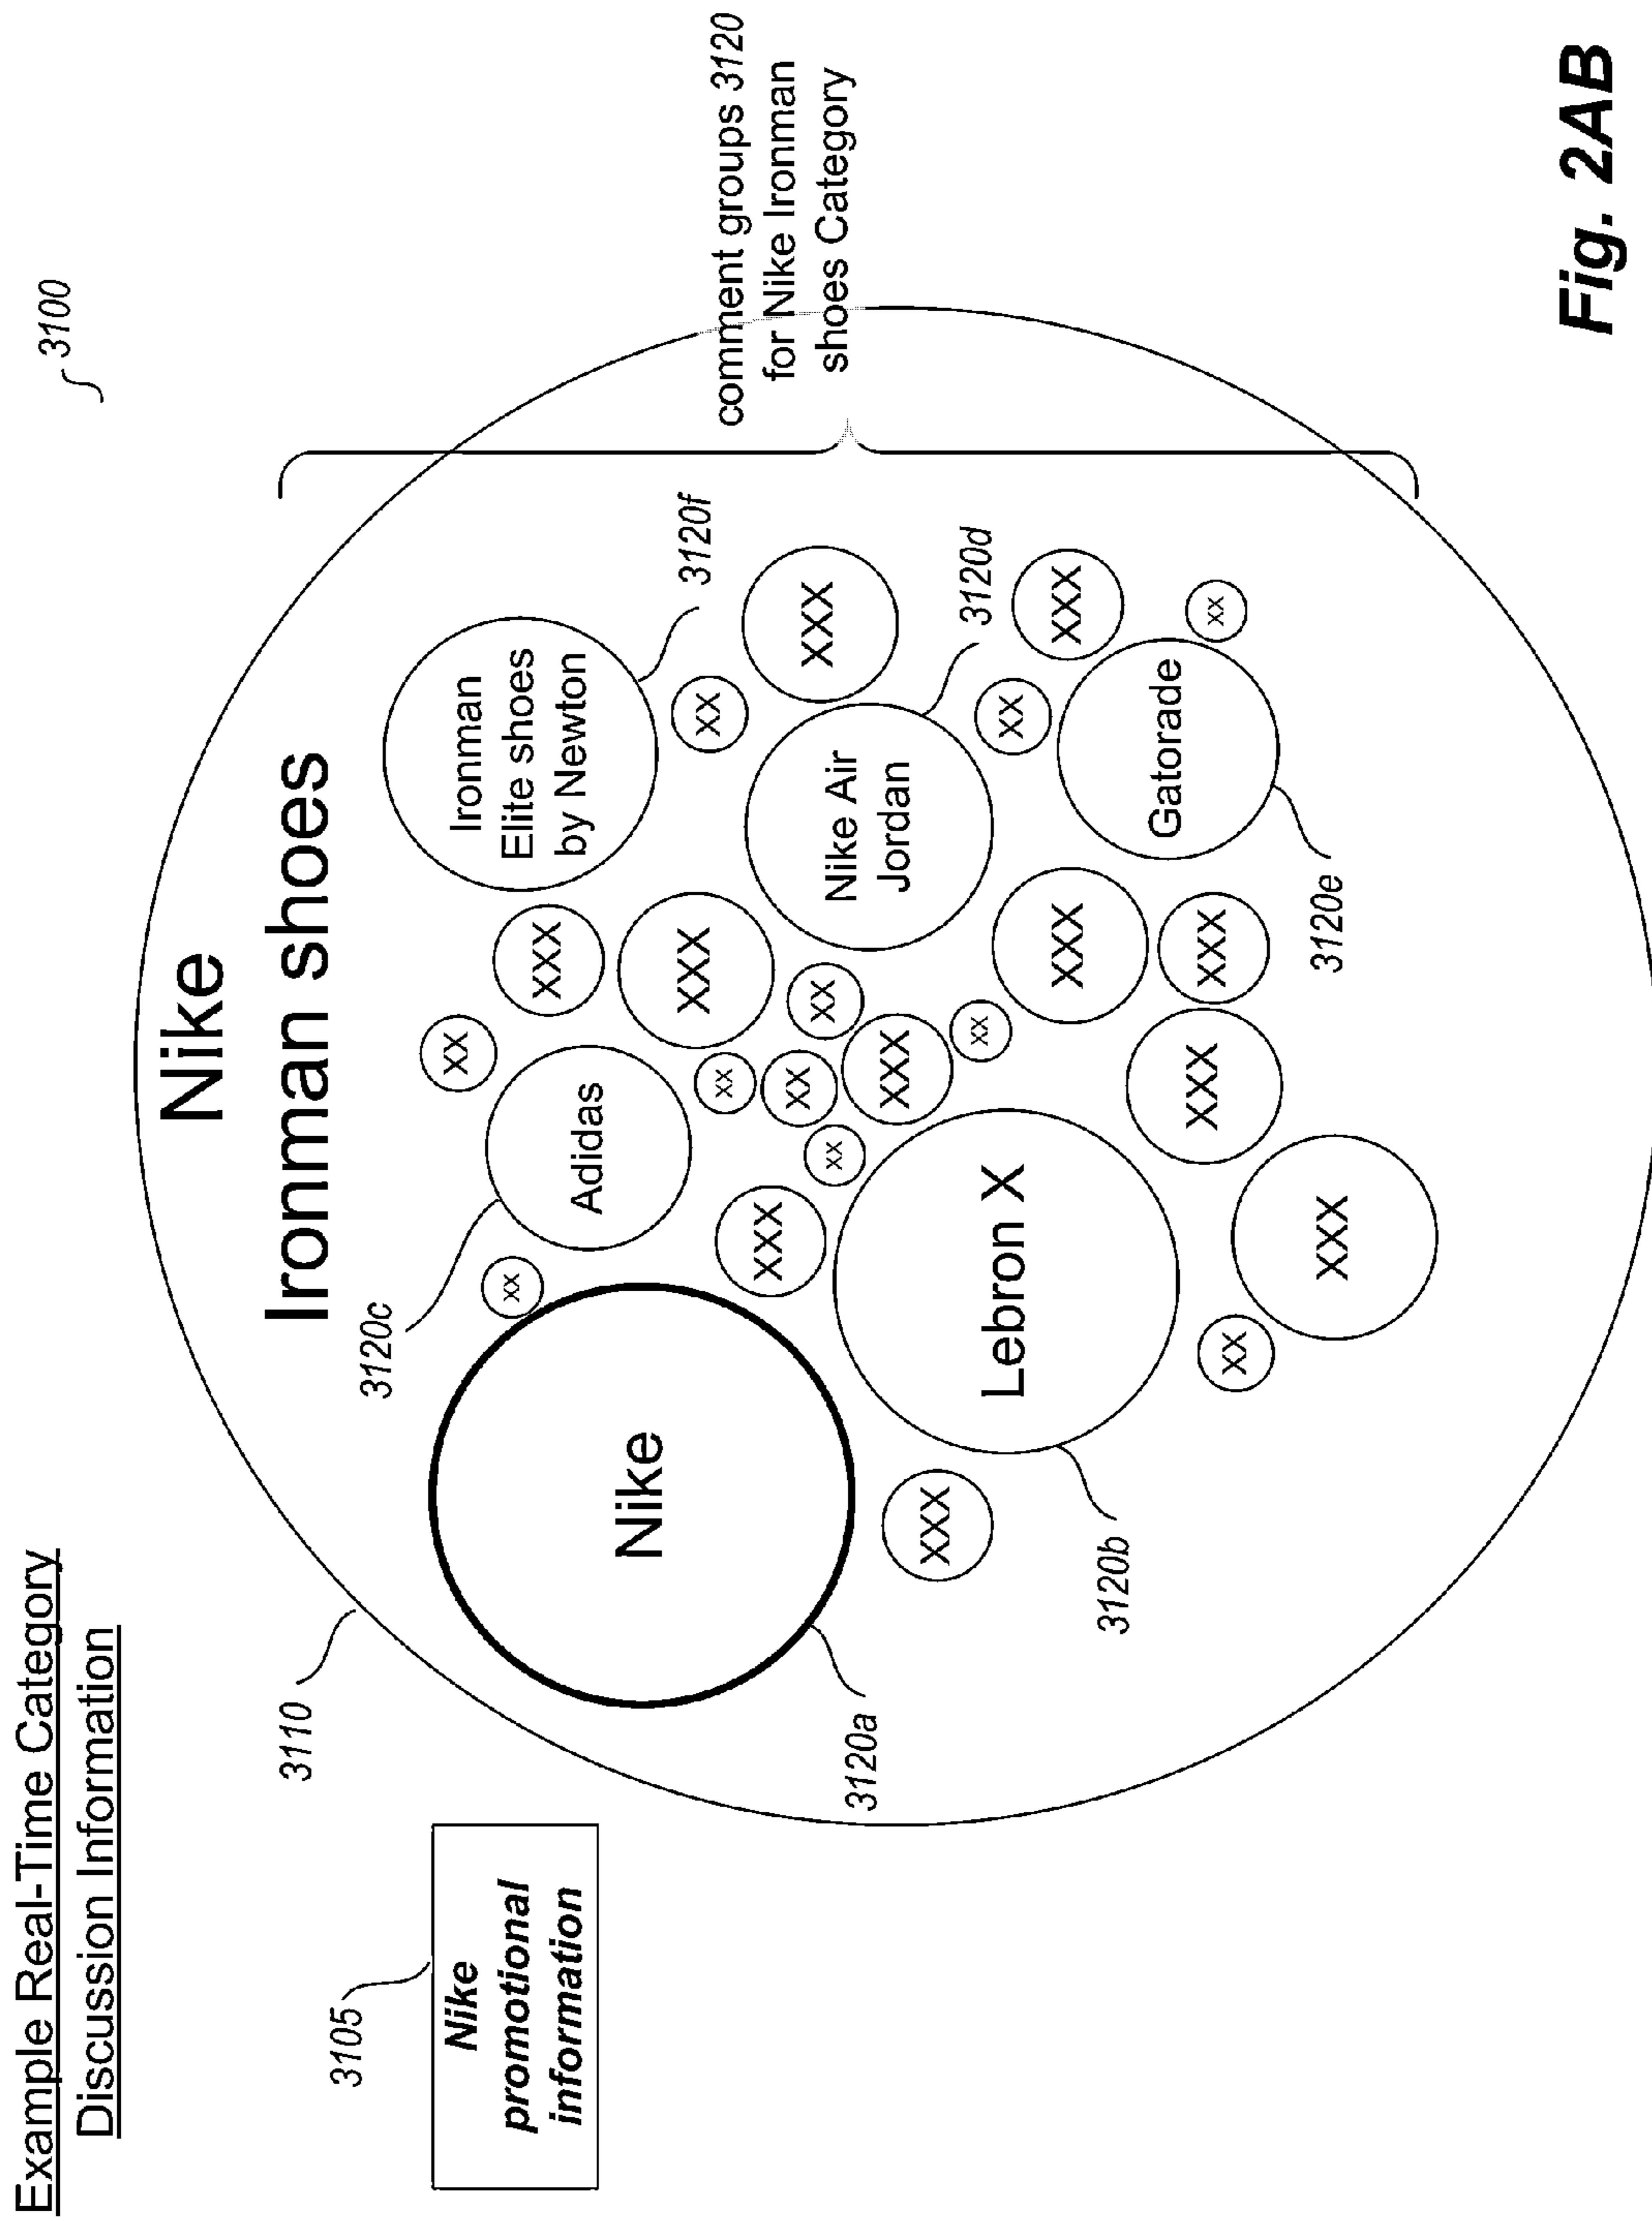 Example Real-Time Category
Discussion Information
3100
3105
Nike
promotional
information
3110
Nike
Ironman shoes
comment groups 3120
for Nike Ironman
shoes Category
3120c
xx
Adidas
xx
xxx
Ironman
Elite shoes
by Newton
3120f
Nike
3120a
xxx
xx
xxx
xx
xx
xx
xx
xxx
xxx
xxx
Lebron X
3120b
xxx
xx
Nike Air
Jordan
3120d
xx
xxx
xxx
xxx
xxx
Gatorade
3120e
xx
xx
xxx
Fig. 2AB